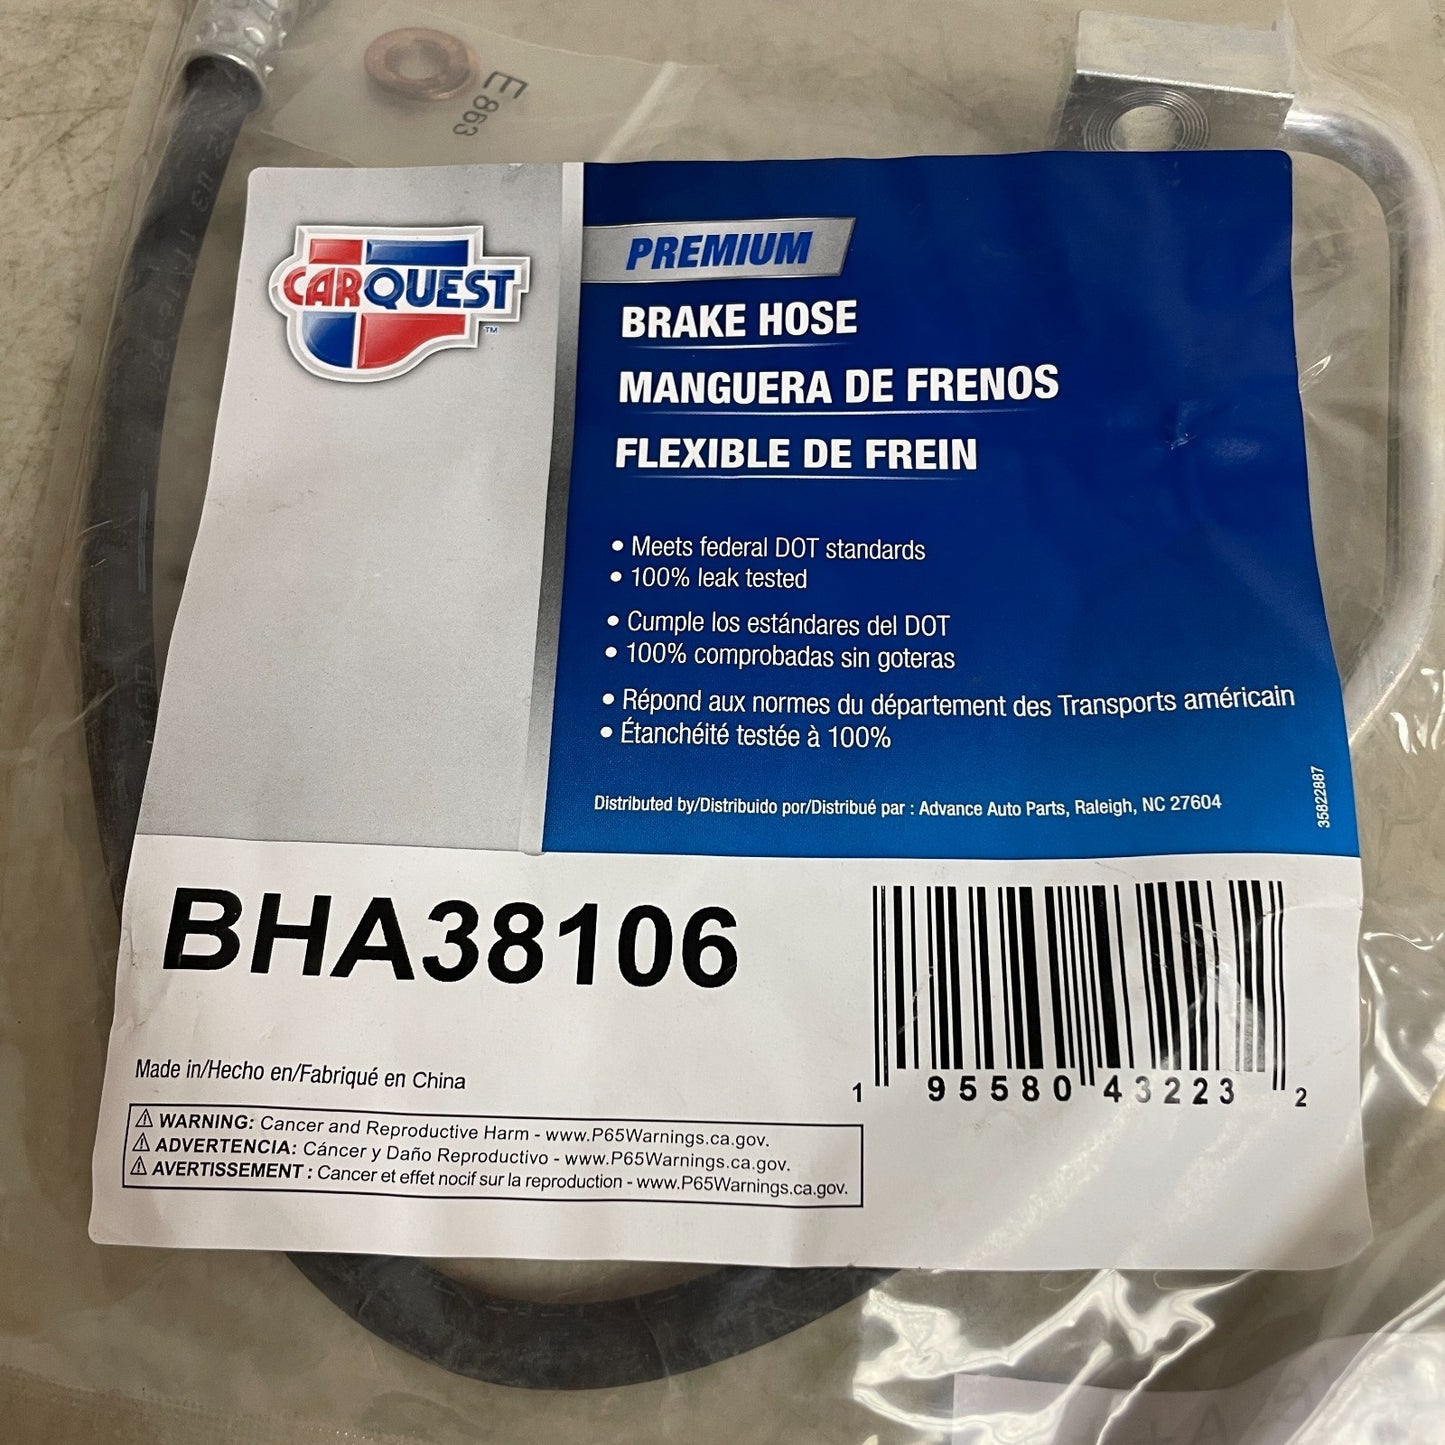 E 863
CARQUEST
TM
PREMIUM
BRAKE HOSE
MANGUERA DE FRENOS
FLEXIBLE DE FREIN
• Meets federal DOT standards
• 100% leak tested
• Cumple los estándares del DOT
• 100% comprobadas sin goteras
• Répond aux normes du département des Transports américain
• Étanchéité testée à 100%
Distributed by/Distribuido por/Distribué par : Advance Auto Parts, Raleigh, NC 27604
35822887
BHA38106
1 95580 43223 2
Made in/Hecho en/Fabriqué en China
⚠ WARNING: Cancer and Reproductive Harm - www.P65Warnings.ca.gov.
⚠ ADVERTENCIA: Cáncer y Daño Reproductivo - www.P65Warnings.ca.gov.
⚠ AVERTISSEMENT : Cancer et effet nocif sur la reproduction - www.P65Warnings.ca.gov.